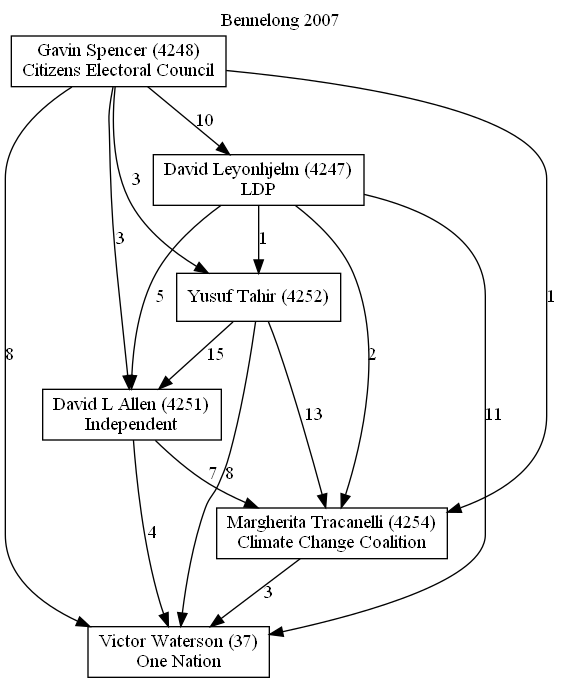 Bennelong 2007
Gavin Spencer (4248)
Citizens Electoral Council
10
David Leyonhjelm (4247)
LDP
3
3
1
Yusuf Tahir (4252)
5
1
8
15
2
David L Allen (4251)
Independent
13
11
7
8
Margherita Tracanelli (4254)
Climate Change Coalition
4
3
Victor Waterson (37)
One Nation